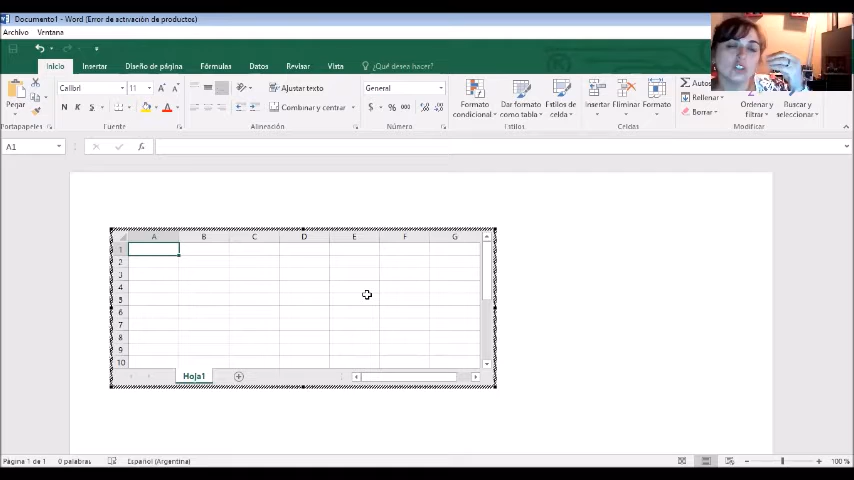 Documento1 - Word (Error de activación de productos)
Archivo Ventana
Inicio Insertar Diseño de página Fórmulas Datos Revisar Vista ¿Qué desea hacer?
Pegar
Calibri 11 A A
N K S A
Ajustar texto
Combinar y centrar
General
$ % 000
Formato condicional
Dar formato como tabla
Estilos de celda
Insertar Eliminar Formato
Rellenar
Borrar
Ordenar y filtrar
Buscar y seleccionar
Portapapeles Fuente Alineación Número Estilos Celdas Modificar
A1 fx
A B C D E F G
1
2
3
4
5
6
7
8
9
10
Hoja1
Página 1 de 1 0 palabras Español (Argentina) 100 %